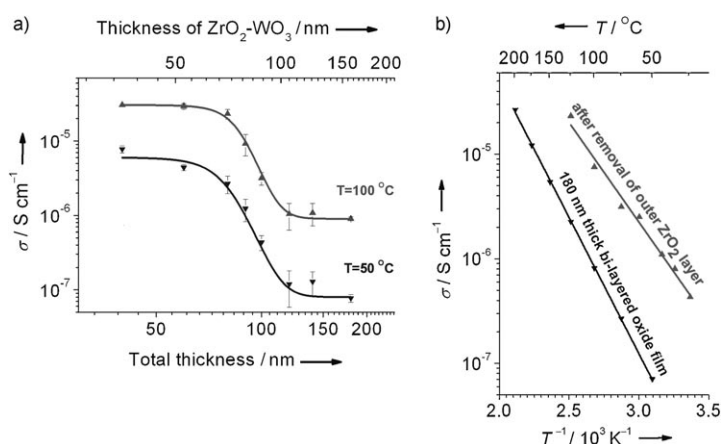 a)
Thickness of ZrO₂-WO₃ / nm
50 100 150 200
10⁻⁵
10⁻⁶
10⁻⁷
σ / S cm⁻¹
T=100 °C
T=50 °C
50 100 150 200
Total thickness / nm
b)
T / °C
200 150 100 50
10⁻⁵
10⁻⁶
10⁻⁷
σ / S cm⁻¹
after removal of outer ZrO₂ layer
180 nm thick bi-layered oxide film
2.0 2.5 3.0 3.5
T⁻¹ / 10³ K⁻¹